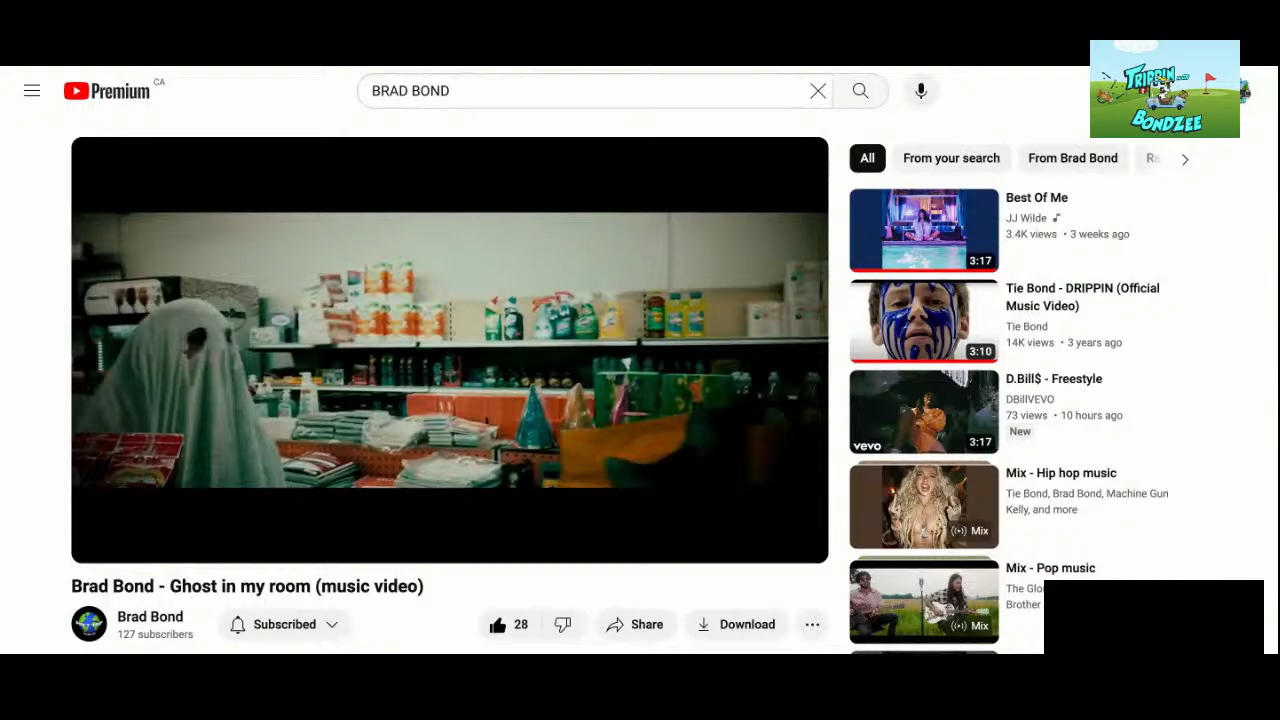 Premium CA
BRAD BOND
TRIPPIN WITH
BONDZEE
All
From your search
From Brad Bond
Best Of Me
JJ Wilde
3.4K views • 3 weeks ago
3:17
Tie Bond - DRIPPIN (Official
Music Video)
Tie Bond
14K views • 3 years ago
3:10
D.Bill$ - Freestyle
DBillVEVO
73 views • 10 hours ago
New
vevo
3:17
Mix - Hip hop music
Tie Bond, Brad Bond, Machine Gun
Kelly, and more
Mix
Mix - Pop music
The Glo
Brother
Mix
Brad Bond - Ghost in my room (music video)
Brad Bond
127 subscribers
Subscribed
28
Share
Download